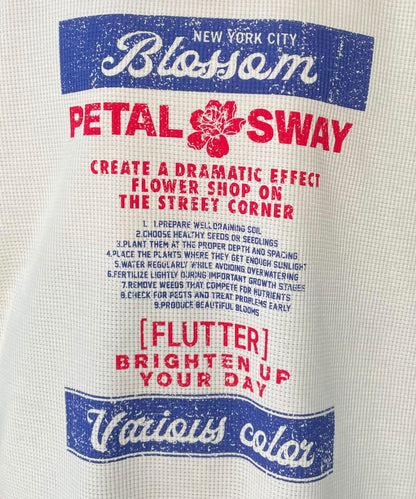 NEW YORK CITY
Blossom
PETAL SWAY
CREATE A DRAMATIC EFFECT
FLOWER SHOP ON
THE STREET CORNER
1. 1.PREPARE WELL DRAINING SOIL
2.CHOOSE HEALTHY SEEDS OR SEEDLINGS
3.PLANT THEM AT THE PROPER DEPTH AND SPACING
4.PLACE THE PLANTS WHERE THEY GET ENOUGH SUNLIGHT
5.WATER REGULARLY WHILE AVOIDING OVERWATERING
6.FERTILIZE LIGHTLY DURING IMPORTANT GROWTH STAGES
7.REMOVE WEEDS THAT COMPETE FOR NUTRIENTS
8.CHECK FOR PESTS AND TREAT PROBLEMS EARLY
9.PRODUCE BEAUTIFUL BLOOMS
[FLUTTER]
BRIGHTEN UP
YOUR DAY
Various color